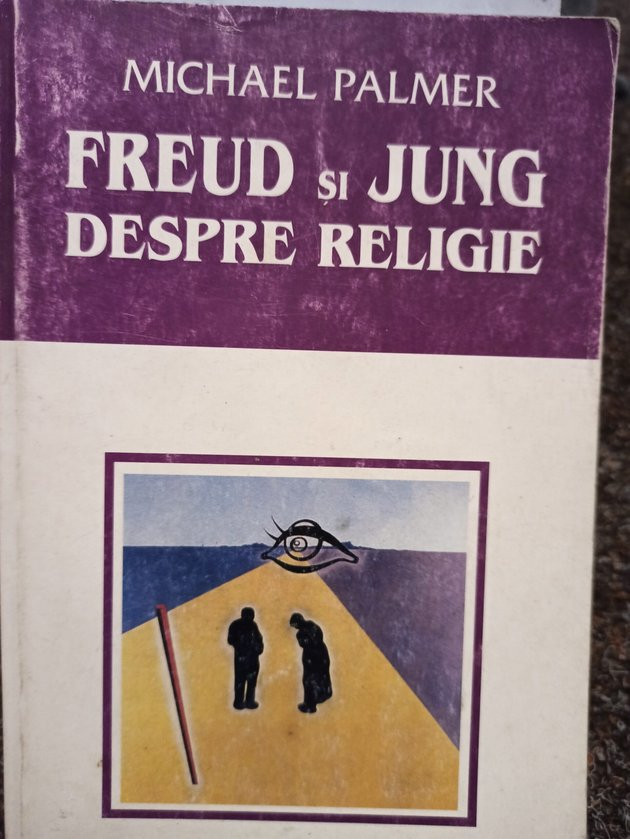 MICHAEL PALMER
FREUD ȘI JUNG
DESPRE RELIGIE